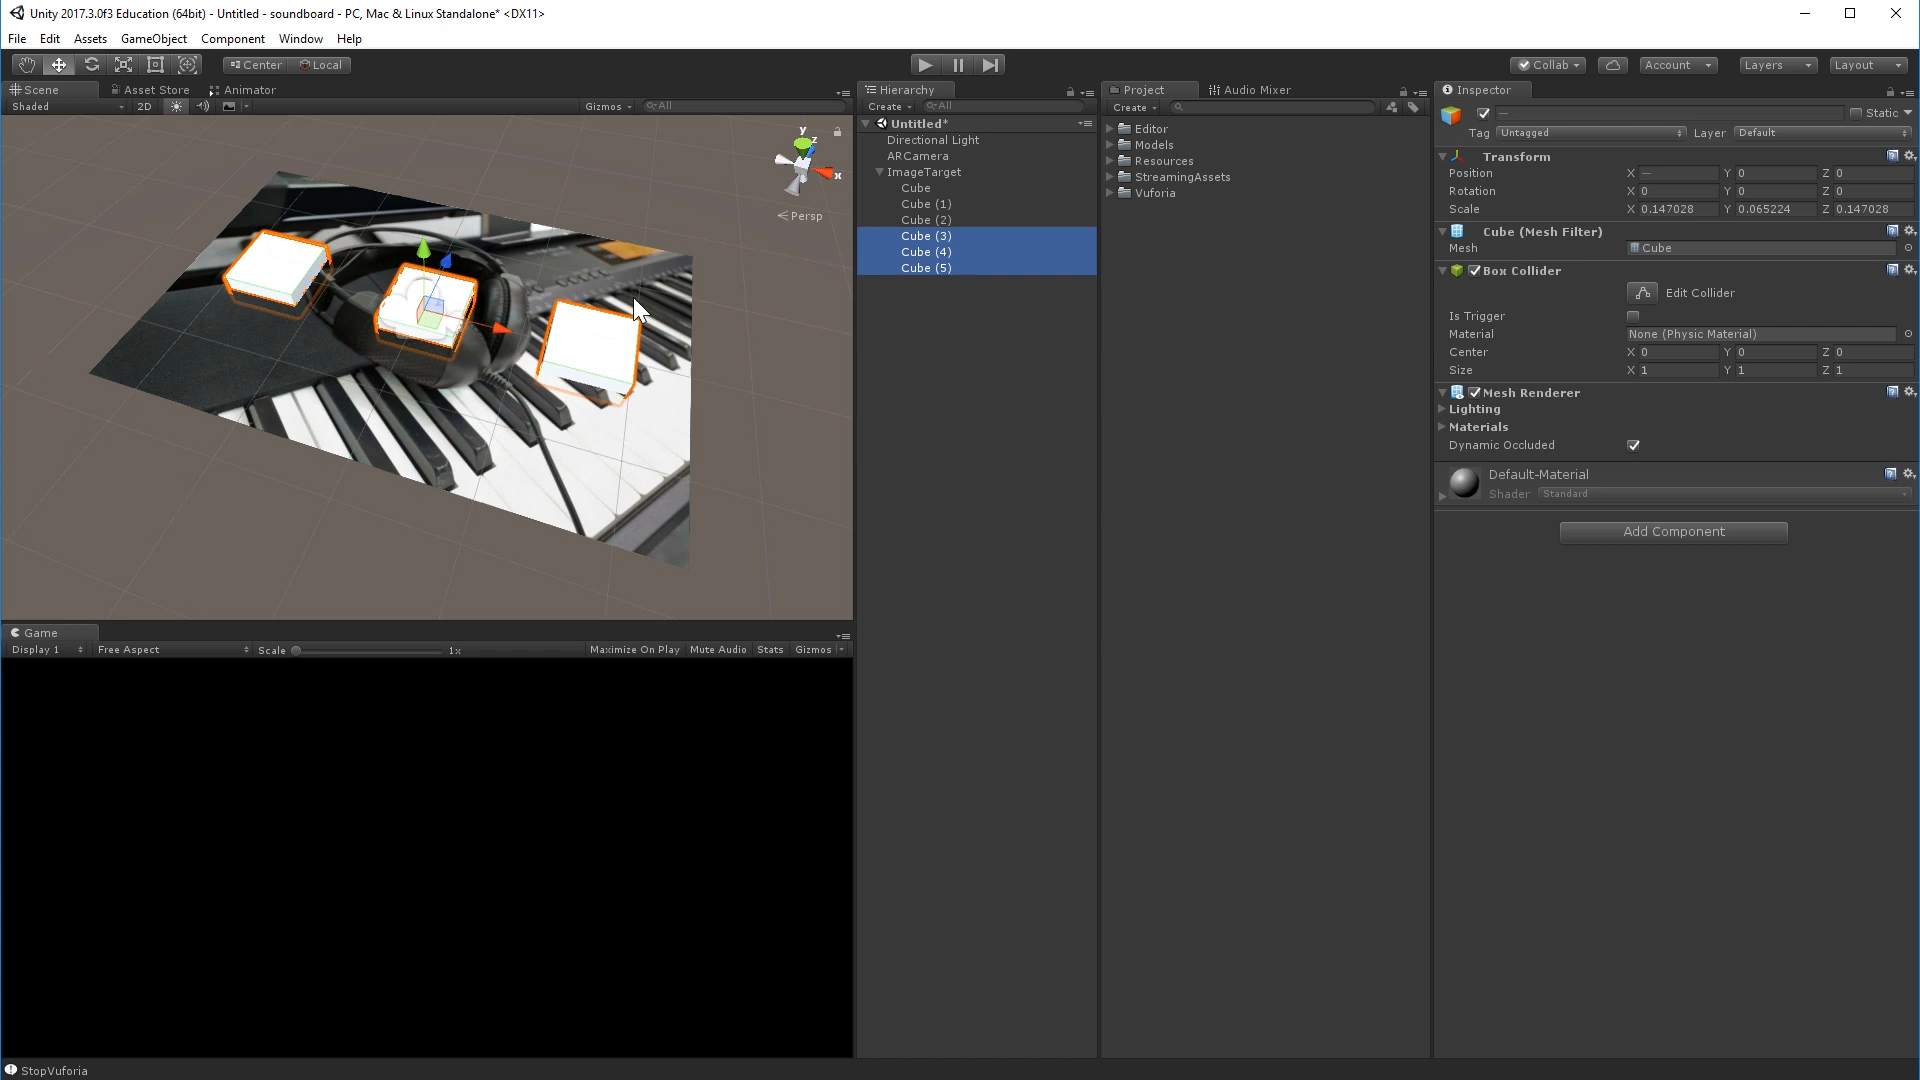 Unity 2017.3.0f3 Education (64bit) - Untitled - soundboard - PC, Mac & Linux Standalone* <DX11>
File Edit Assets GameObject Component Window Help
Center Local Collab Account Layers Layout
Scene Asset Store Animator
Shaded 2D Gizmos All
y
z
x
Persp
Game
Display 1 Free Aspect Scale 1x Maximize On Play Mute Audio Stats Gizmos
Hierarchy
Create All
Untitled*
Directional Light
ARCamera
ImageTarget
Cube
Cube (1)
Cube (2)
Cube (3)
Cube (4)
Cube (5)
Project Audio Mixer
Create
Editor
Models
Resources
StreamingAssets
Vuforia
Inspector
— Static
Tag Untagged Layer Default
Transform
Position X — Y 0 Z 0
Rotation X 0 Y 0 Z 0
Scale X 0.147028 Y 0.065224 Z 0.147028
Cube (Mesh Filter)
Mesh Cube
Box Collider
Edit Collider
Is Trigger
Material None (Physic Material)
Center X 0 Y 0 Z 0
Size X 1 Y 1 Z 1
Mesh Renderer
Lighting
Materials
Dynamic Occluded
Default-Material
Shader Standard
Add Component
StopVuforia